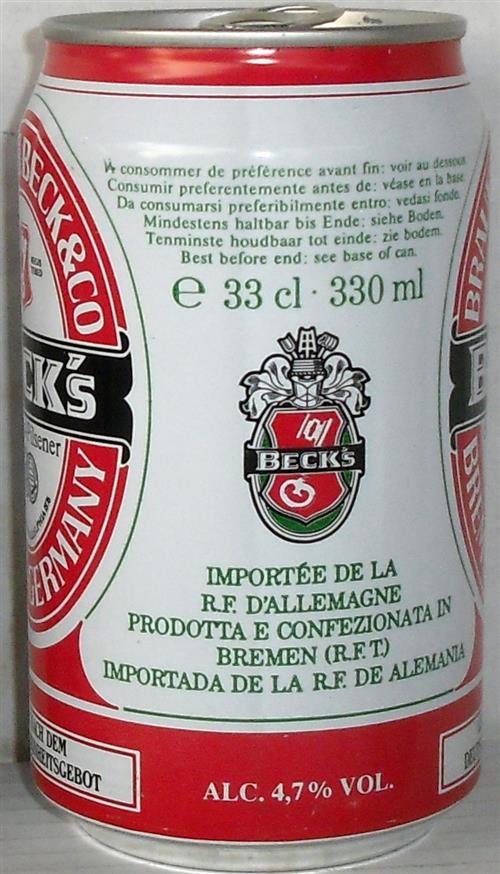 A consommer de préférence avant fin: voir au dessous
Consumir preferentemente antes de: véase en la base
Da consumarsi preferibilmente entro: vedasi fondo.
Mindestens haltbar bis Ende: siehe Boden.
Tenminste houdbaar tot einde: zie bodem.
Best before end: see base of can.
e 33 cl · 330 ml
BECK'S
IMPORTÉE DE LA
R.F. D'ALLEMAGNE
PRODOTTA E CONFEZIONATA IN
BREMEN (R.F.T.)
IMPORTADA DE LA R.F. DE ALEMANIA
ALC. 4,7% VOL.
BECK & CO
CK's
GERMANY
DEM